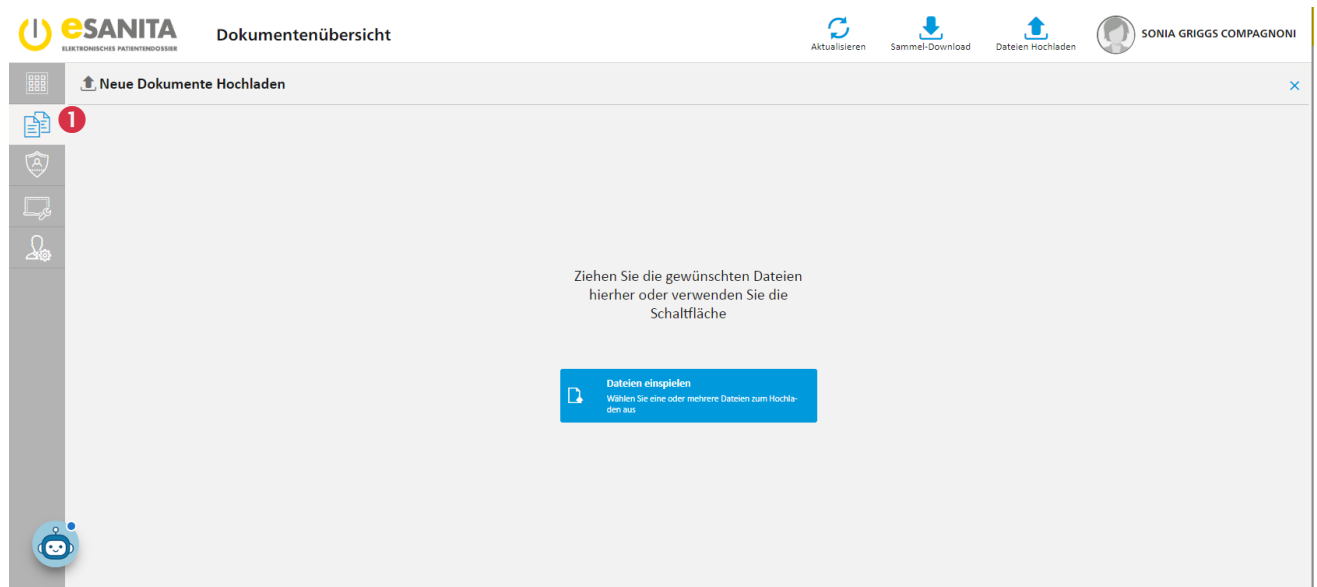 eSANITA
ELEKTRONISCHES PATIENTENDOSSIER
Dokumentenübersicht
Aktualisieren
Sammel-Download
Dateien Hochladen
SONIA GRIGGS COMPAGNONI
Neue Dokumente Hochladen
1
Ziehen Sie die gewünschten Dateien
hierher oder verwenden Sie die
Schaltfläche
Dateien einspielen
Wählen Sie eine oder mehrere Dateien zum Hochla-
den aus